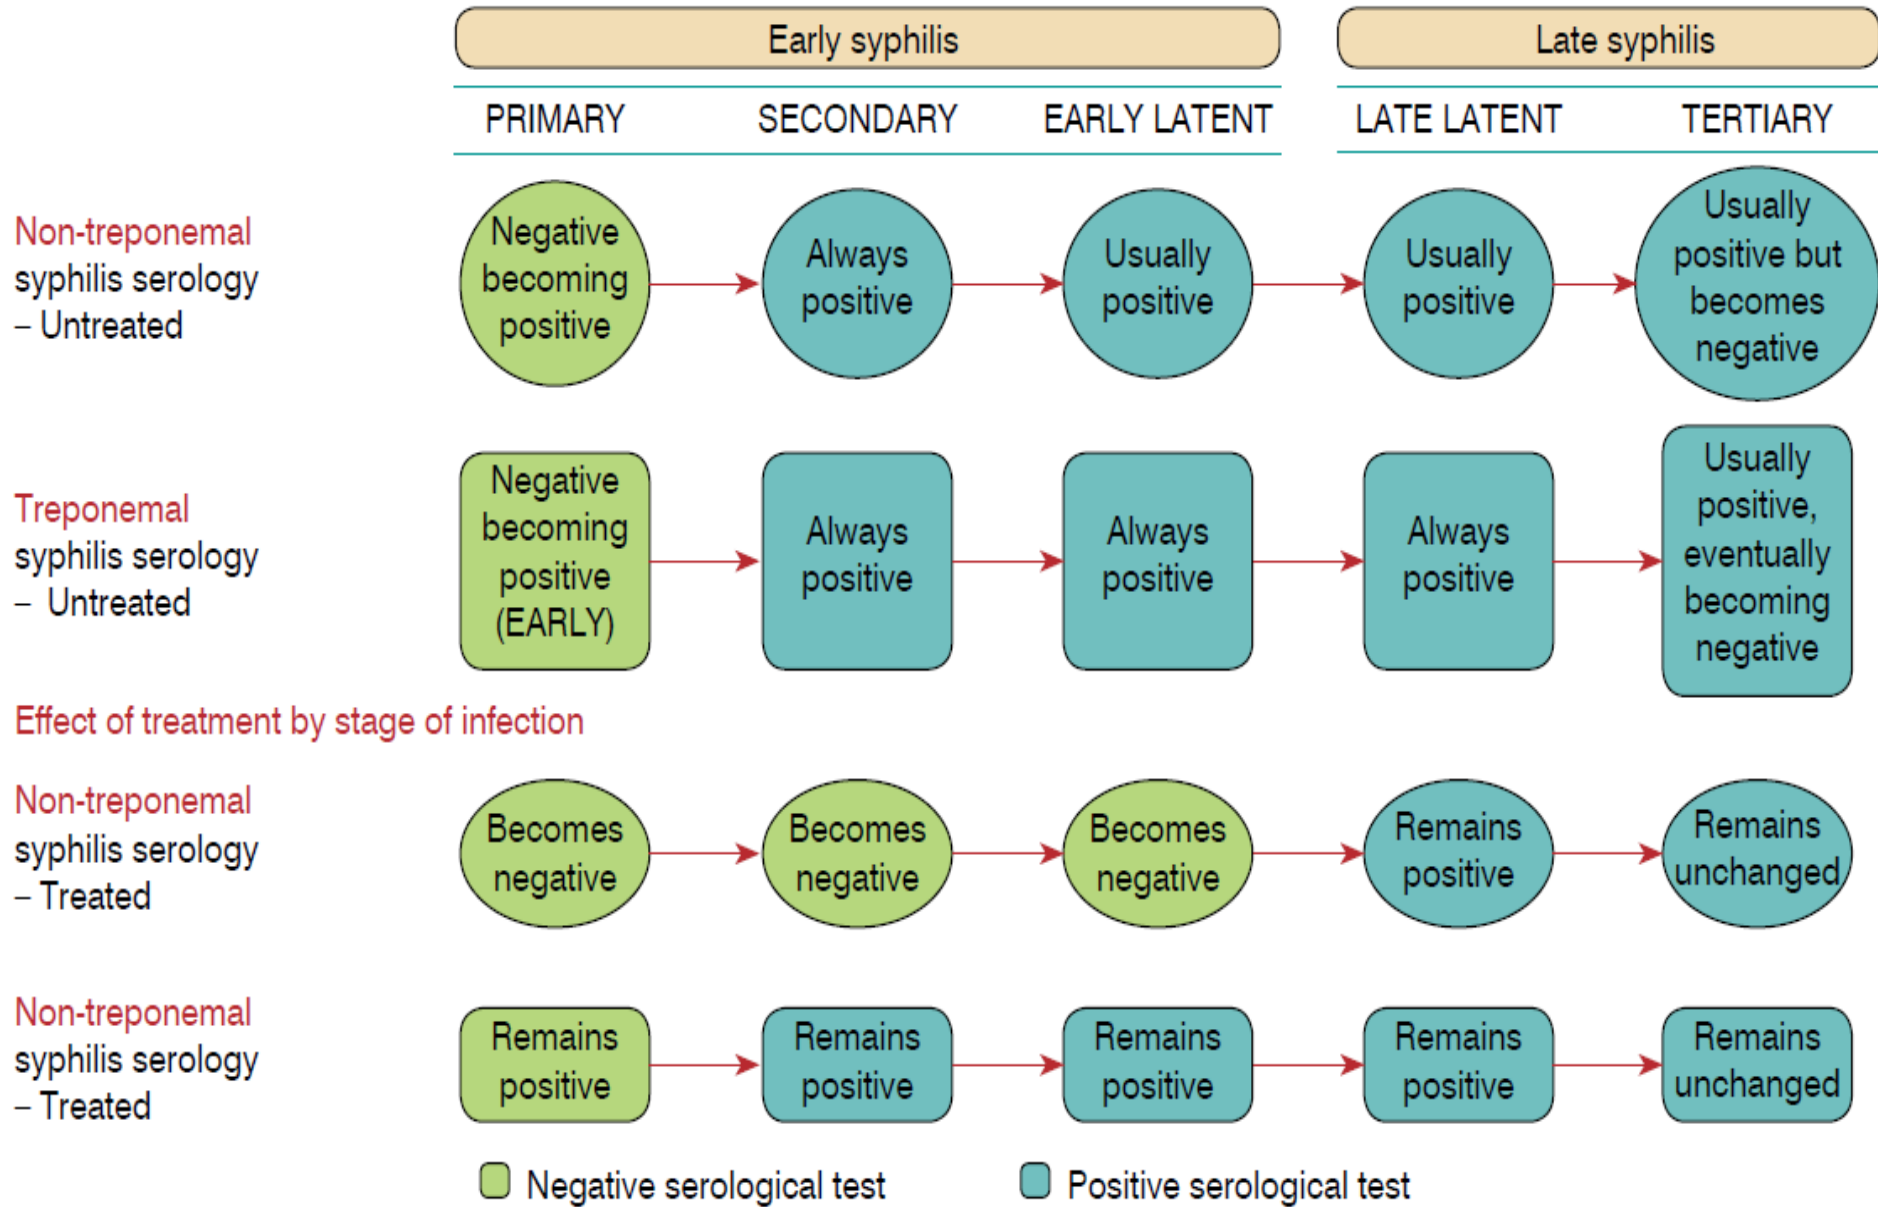 Early syphilis
Late syphilis
PRIMARY
SECONDARY
EARLY LATENT
LATE LATENT
TERTIARY
Non-treponemal
syphilis serology
– Untreated
Negative
becoming
positive
Always
positive
Usually
positive
Usually
positive
Usually
positive but
becomes
negative
Treponemal
syphilis serology
– Untreated
Negative
becoming
positive
(EARLY)
Always
positive
Always
positive
Always
positive
Usually
positive,
eventually
becoming
negative
Effect of treatment by stage of infection
Non-treponemal
syphilis serology
– Treated
Becomes
negative
Becomes
negative
Becomes
negative
Remains
positive
Remains
unchanged
Non-treponemal
syphilis serology
– Treated
Remains
positive
Remains
positive
Remains
positive
Remains
positive
Remains
unchanged
Negative serological test
Positive serological test